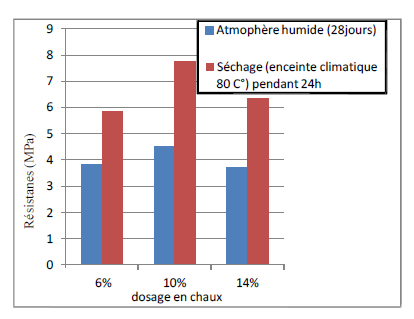 9
8
7
6
5
4
3
2
1
0
Résistanes (MPa)
Atmophère humide (28jours)
Séchage (enceinte climatique
80 C°) pendant 24h
6% 10% 14%
dosage en chaux